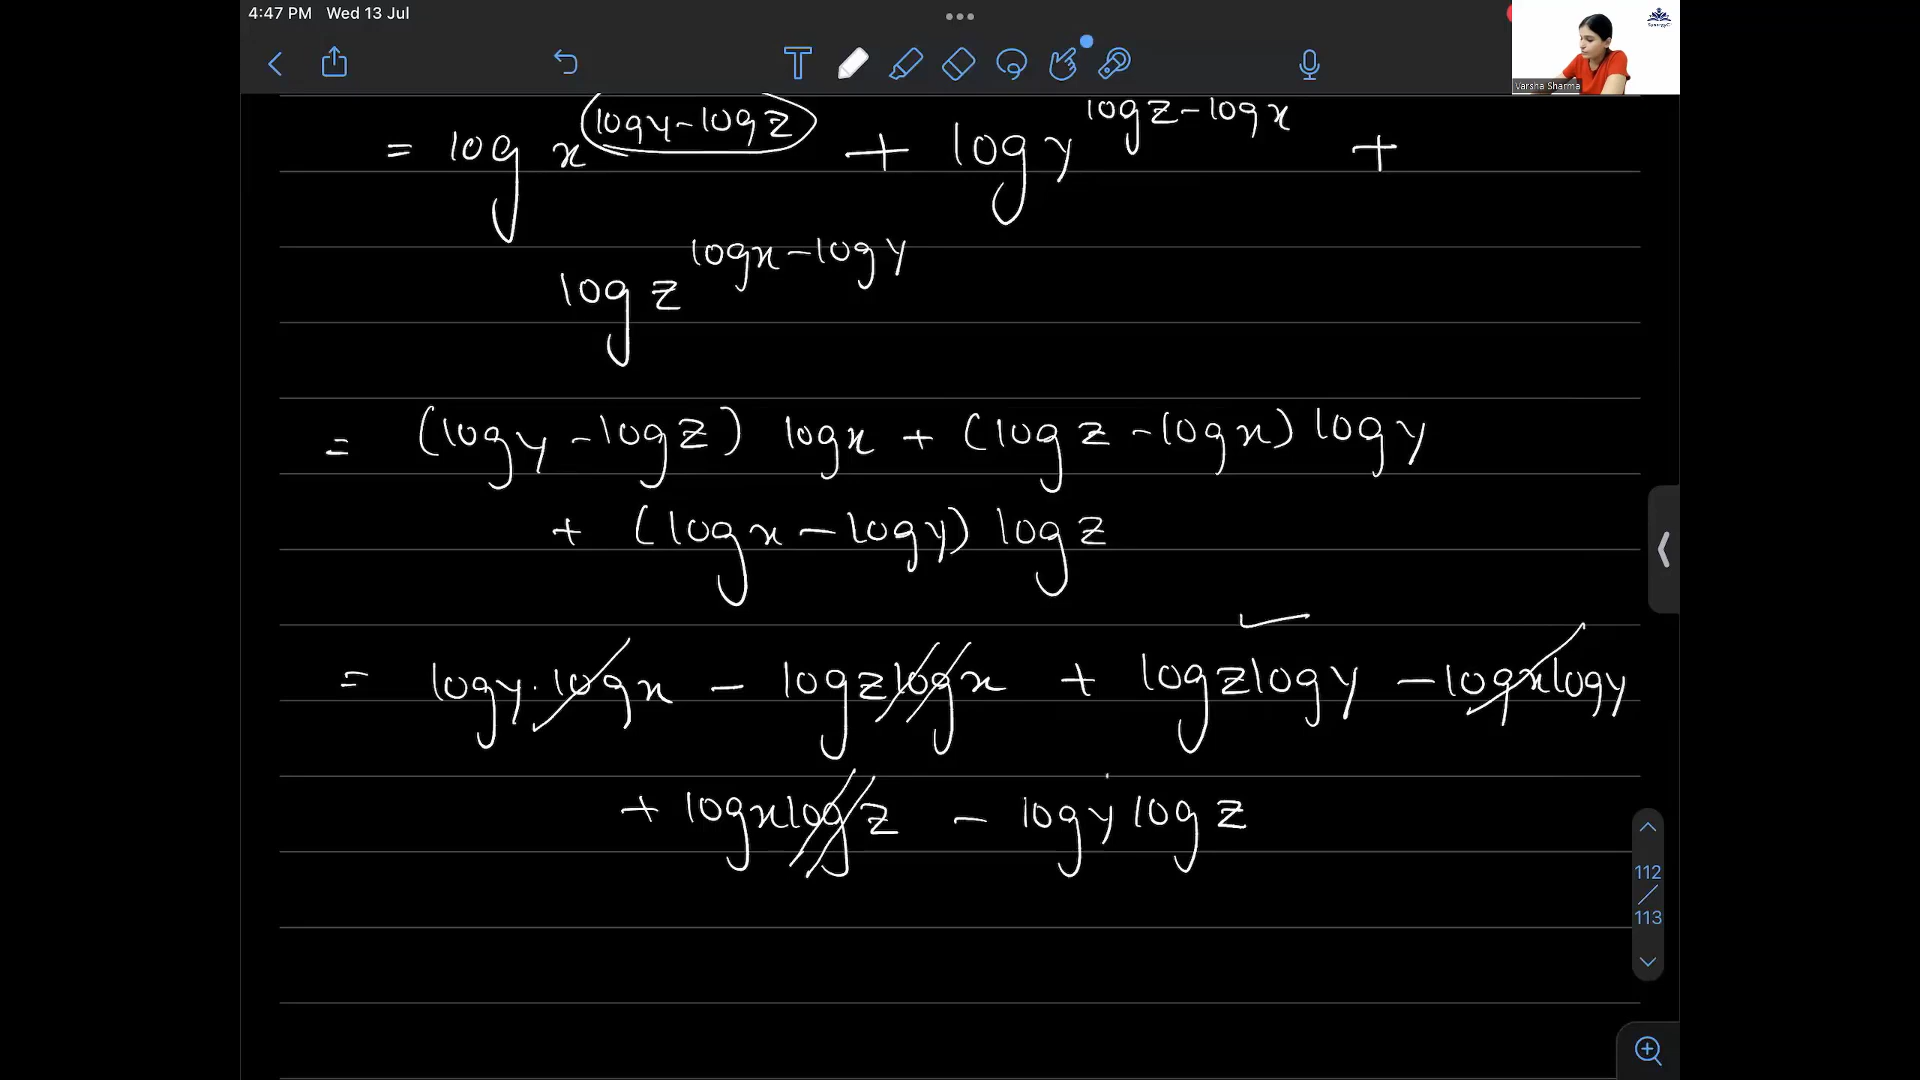 4:47 PM Wed 13 Jul
T
SynergyC
Varsha Sharma
= log x^(logy-logz) + log y^logz-logx +
log z^logx-logy
= (logy - logz) logx + (logz - logx) logy
+ (logx - logy) logz
= logy.logx - logzlogx + logzlogy - logxlogy
+ logxlogz - logylogz
112
/
113